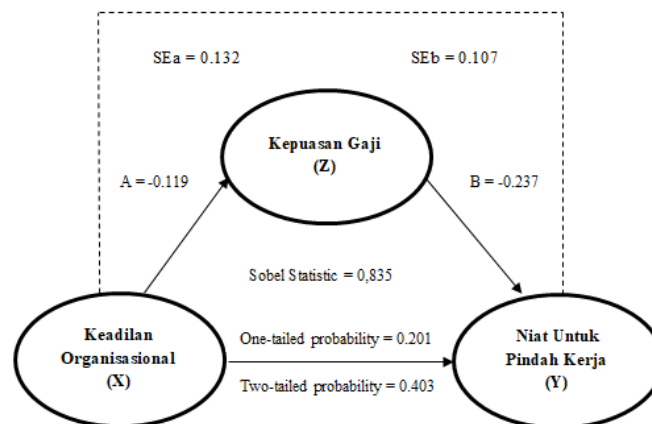 SEa = 0.132
SEb = 0.107
Kepuasan Gaji
(Z)
A = -0.119
B = -0.237
Sobel Statistic = 0,835
Keadilan
Organisasional
(X)
One-tailed probability = 0.201
Two-tailed probability = 0.403
Niat Untuk
Pindah Kerja
(Y)